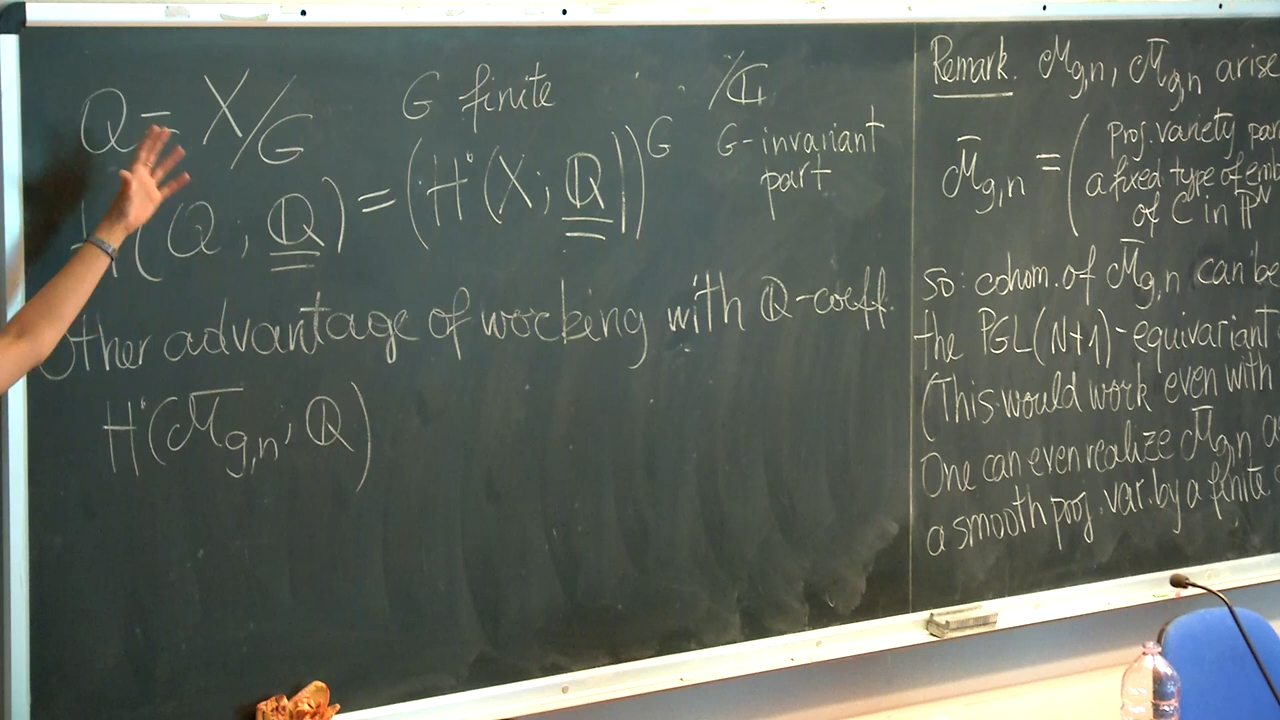 Q = X/G G finite /ℂ
H•(Q; ℚ) = (H•(X; ℚ))^G G-invariant part
Other advantage of working with ℚ-coeff.
H•(M̄g,n; ℚ)
Remark. Mg,n, M̄g,n arise
M̄g,n = ( proj. variety par
a fixed type of emb
of C in ℙ^N
so: cohom. of M̄g,n can be
the PGL(N+1)-equivariant
(This would work even with
One can even realize M̄g,n a
a smooth proj. var. by a finite